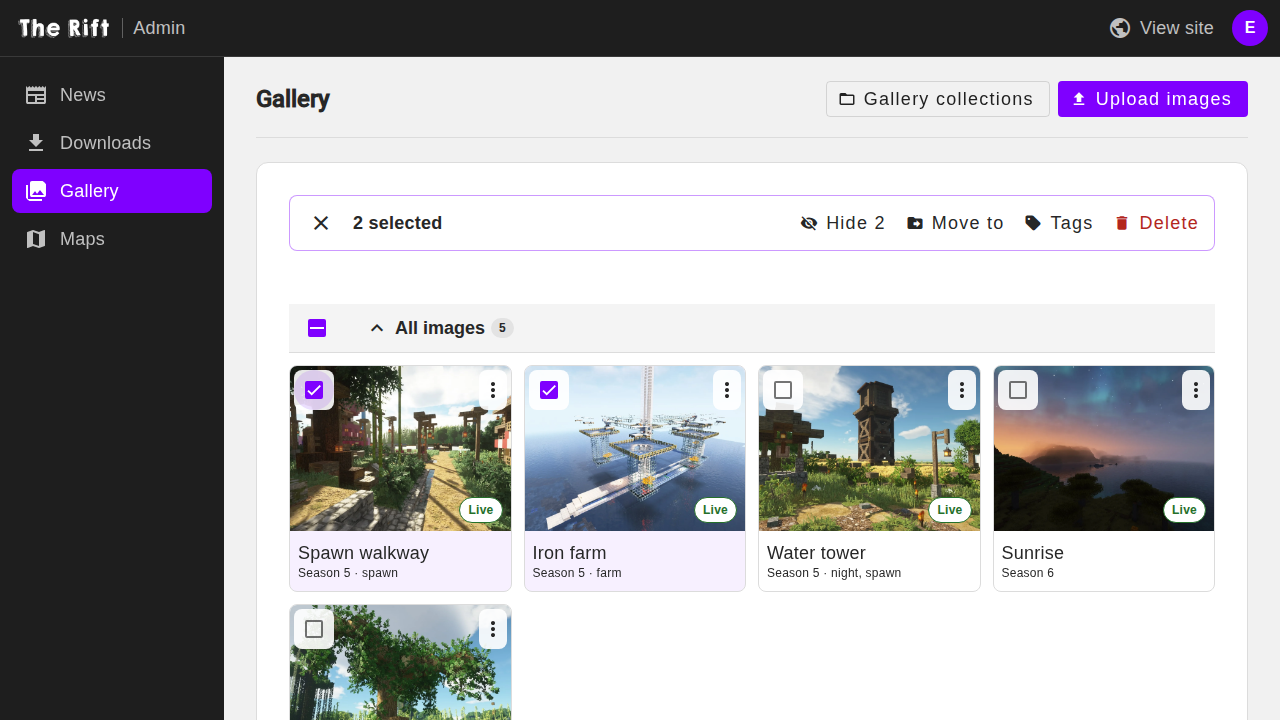 The Rift
Admin
View site
E
News
Downloads
Gallery
Maps
Gallery
Gallery collections
Upload images
2 selected
Hide 2
Move to
Tags
Delete
All images 5
Live
Live
Live
Live
Spawn walkway
Season 5 · spawn
Iron farm
Season 5 · farm
Water tower
Season 5 · night, spawn
Sunrise
Season 6